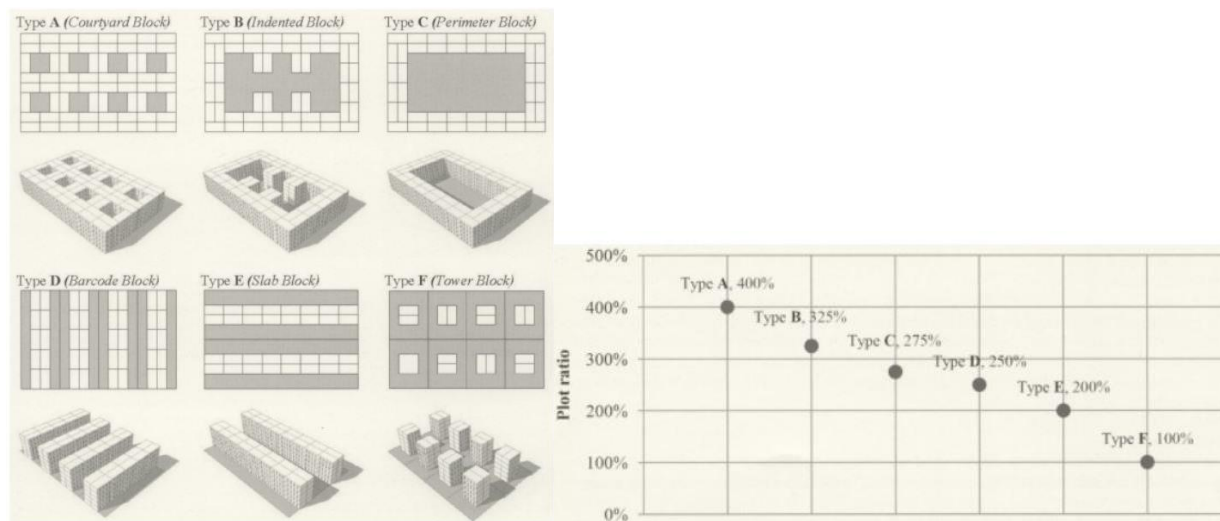 Type A (Courtyard Block)
Type B (Indented Block)
Type C (Perimeter Block)
Type D (Barcode Block)
Type E (Slab Block)
Type F (Tower Block)
500%
400%
300%
200%
100%
0%
Plot ratio
Type A, 400%
Type B, 325%
Type C, 275%
Type D, 250%
Type E, 200%
Type F, 100%